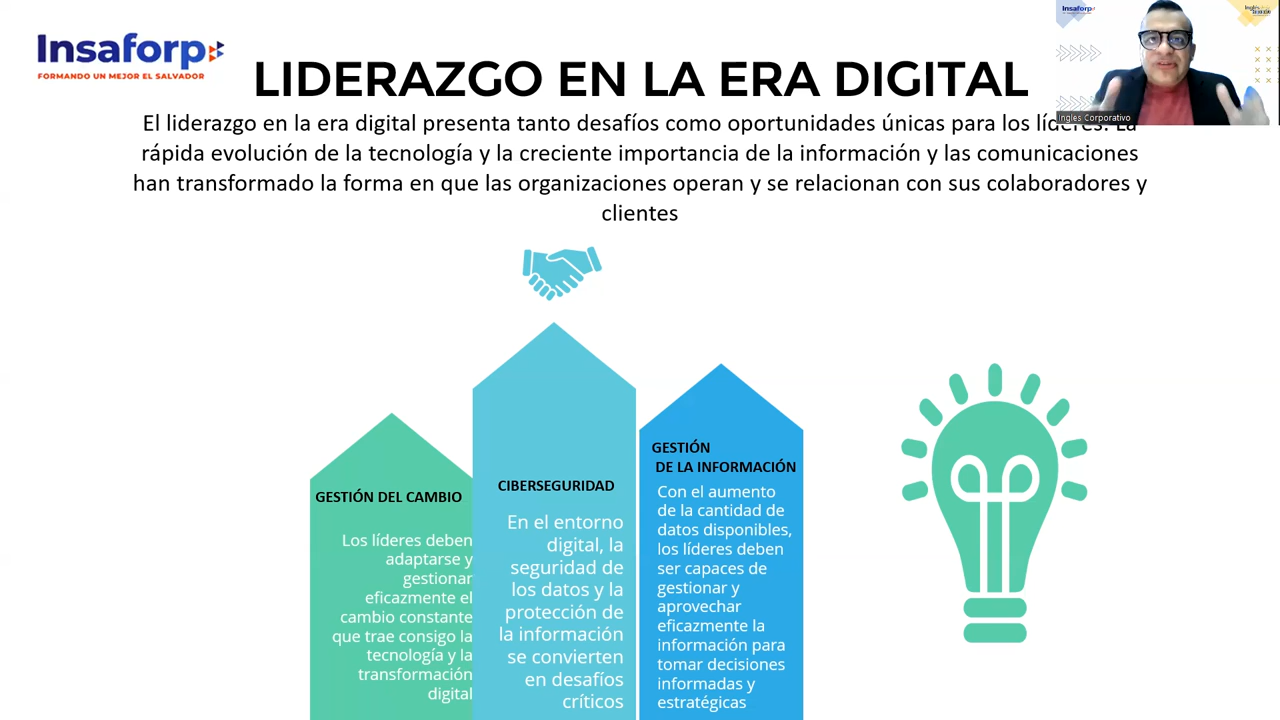 Insaforp
FORMANDO UN MEJOR EL SALVADOR
LIDERAZGO EN LA ERA DIGITAL
El liderazgo en la era digital presenta tanto desafíos como oportunidades únicas para los líderes. La
rápida evolución de la tecnología y la creciente importancia de la información y las comunicaciones
han transformado la forma en que las organizaciones operan y se relacionan con sus colaboradores y
clientes
Insaforp
Ingles Corporativo
GESTIÓN DEL CAMBIO
Los líderes deben
adaptarse y
gestionar
eficazmente el
cambio constante
que trae consigo la
tecnología y la
transformación
digital
CIBERSEGURIDAD
En el entorno
digital, la
seguridad de
los datos y la
protección de
la información
se convierten
en desafíos
críticos
GESTIÓN
DE LA INFORMACIÓN
Con el aumento
de la cantidad de
datos disponibles,
los líderes deben
ser capaces de
gestionar y
aprovechar
eficazmente la
información para
tomar decisiones
informadas y
estratégicas